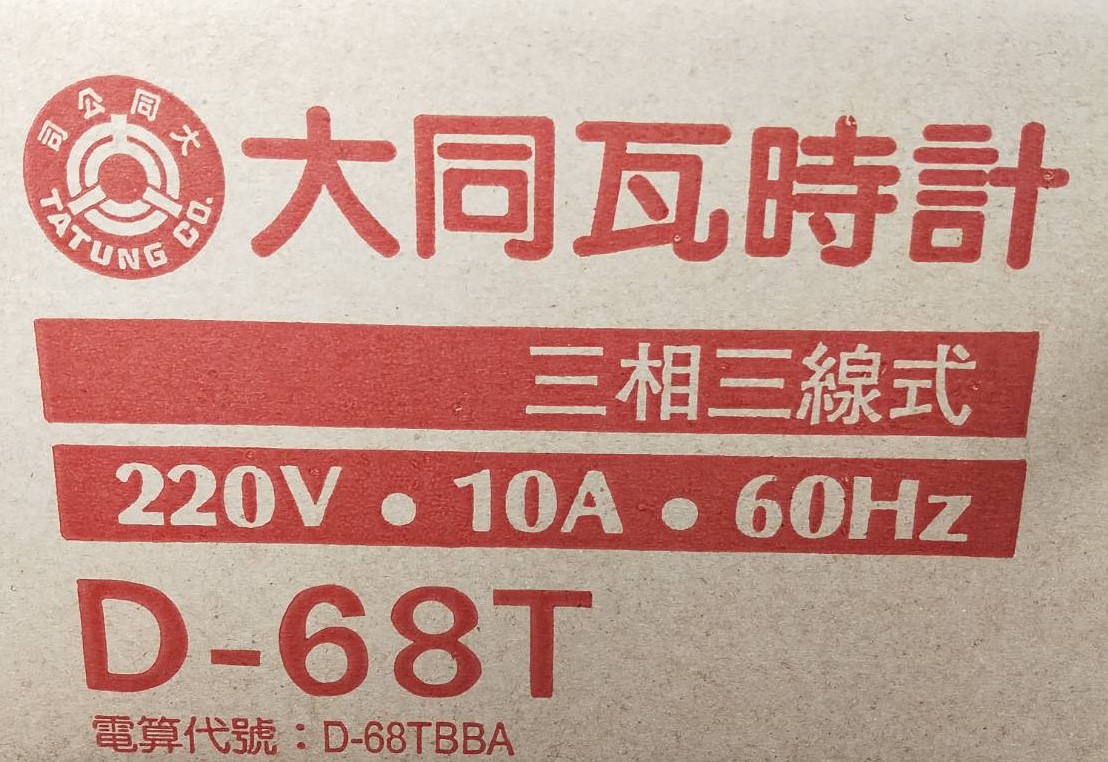 大同公司
TATUNG CO.
大同瓦時計
三相三線式
220V • 10A • 60Hz
D-68T
電算代號：D-68TBBA